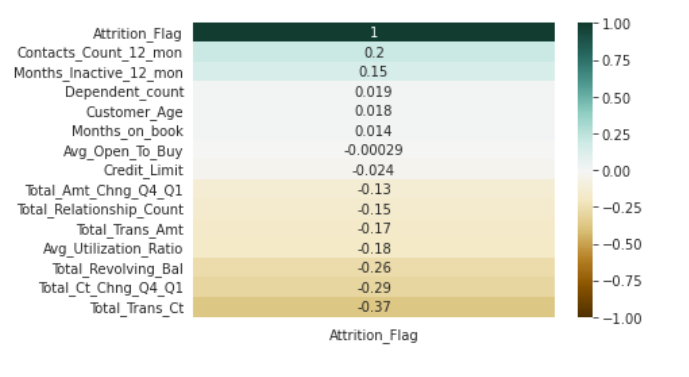 Attrition_Flag 1
Contacts_Count_12_mon 0.2
Months_Inactive_12_mon 0.15
Dependent_count 0.019
Customer_Age 0.018
Months_on_book 0.014
Avg_Open_To_Buy -0.00029
Credit_Limit -0.024
Total_Amt_Chng_Q4_Q1 -0.13
Total_Relationship_Count -0.15
Total_Trans_Amt -0.17
Avg_Utilization_Ratio -0.18
Total_Revolving_Bal -0.26
Total_Ct_Chng_Q4_Q1 -0.29
Total_Trans_Ct -0.37
Attrition_Flag
1.00
0.75
0.50
0.25
0.00
−0.25
−0.50
−0.75
−1.00